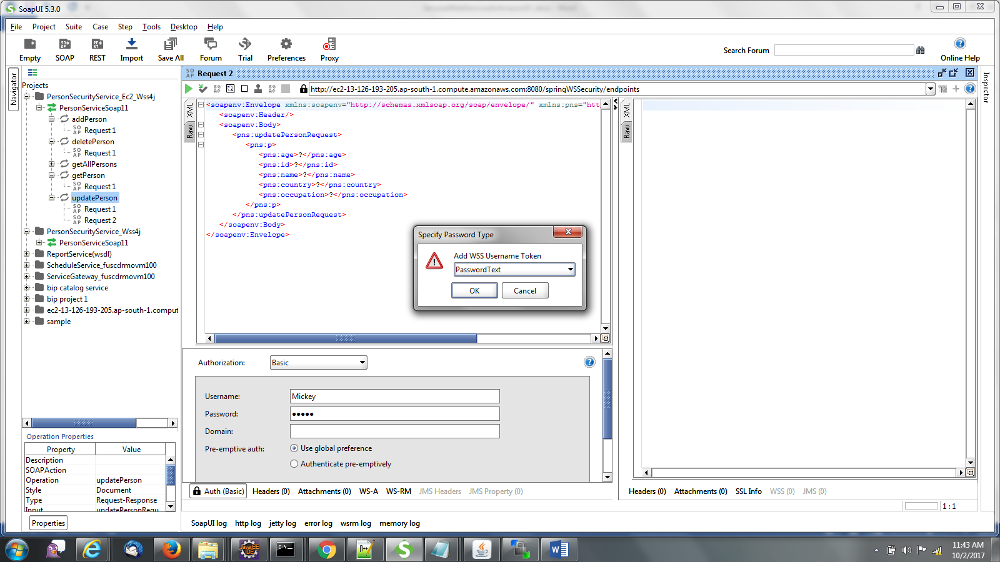 SoapUI 5.3.0
File Project Suite Case Step Tools Desktop Help
Empty SOAP REST Import Save All Forum Trial Preferences Proxy
Search Forum
Online Help
Navigator
Projects
PersonSecurityService_Ec2_Wss4j
PersonServiceSoap11
addPerson
Request 1
deletePerson
Request 1
getAllPersons
getPerson
Request 1
updatePerson
Request 1
Request 2
PersonSecurityService_Wss4j
PersonServiceSoap11
ReportService(wsdl)
ScheduleService_fuscdrmovm100
ServiceGateway_fuscdrmovm100
bip catalog service
bip project 1
ec2-13-126-193-205.ap-south-1.comput
sample
Operation Properties
Property Value
Description
SOAPAction
Operation updatePerson
Style Document
Type Request-Response
Input updatePersonRequ
Properties
Request 2
http://ec2-13-126-193-205.ap-south-1.compute.amazonaws.com:8080/springWSSecurity/endpoints
XML
Raw
<soapenv:Envelope xmlns:soapenv="http://schemas.xmlsoap.org/soap/envelope/" xmlns:pns="htt
<soapenv:Header/>
<soapenv:Body>
<pns:updatePersonRequest>
<pns:p>
<pns:age>?</pns:age>
<pns:id>?</pns:id>
<pns:name>?</pns:name>
<pns:country>?</pns:country>
<pns:occupation>?</pns:occupation>
</pns:p>
</pns:updatePersonRequest>
</soapenv:Body>
</soapenv:Envelope>
Specify Password Type
Add WSS Username Token
PasswordText
OK Cancel
Authorization: Basic
Username: Mickey
Password: ●●●●●
Domain:
Pre-emptive auth: Use global preference
Authenticate pre-emptively
Auth (Basic) Headers (0) Attachments (0) WS-A WS-RM JMS Headers JMS Property (0)
XML
Raw
Headers (0) Attachments (0) SSL Info WSS (0) JMS (0)
1 : 1
Inspector
SoapUI log http log jetty log error log wsrm log memory log
Java EE
IDE
C:\
W
11:43 AM
10/2/2017